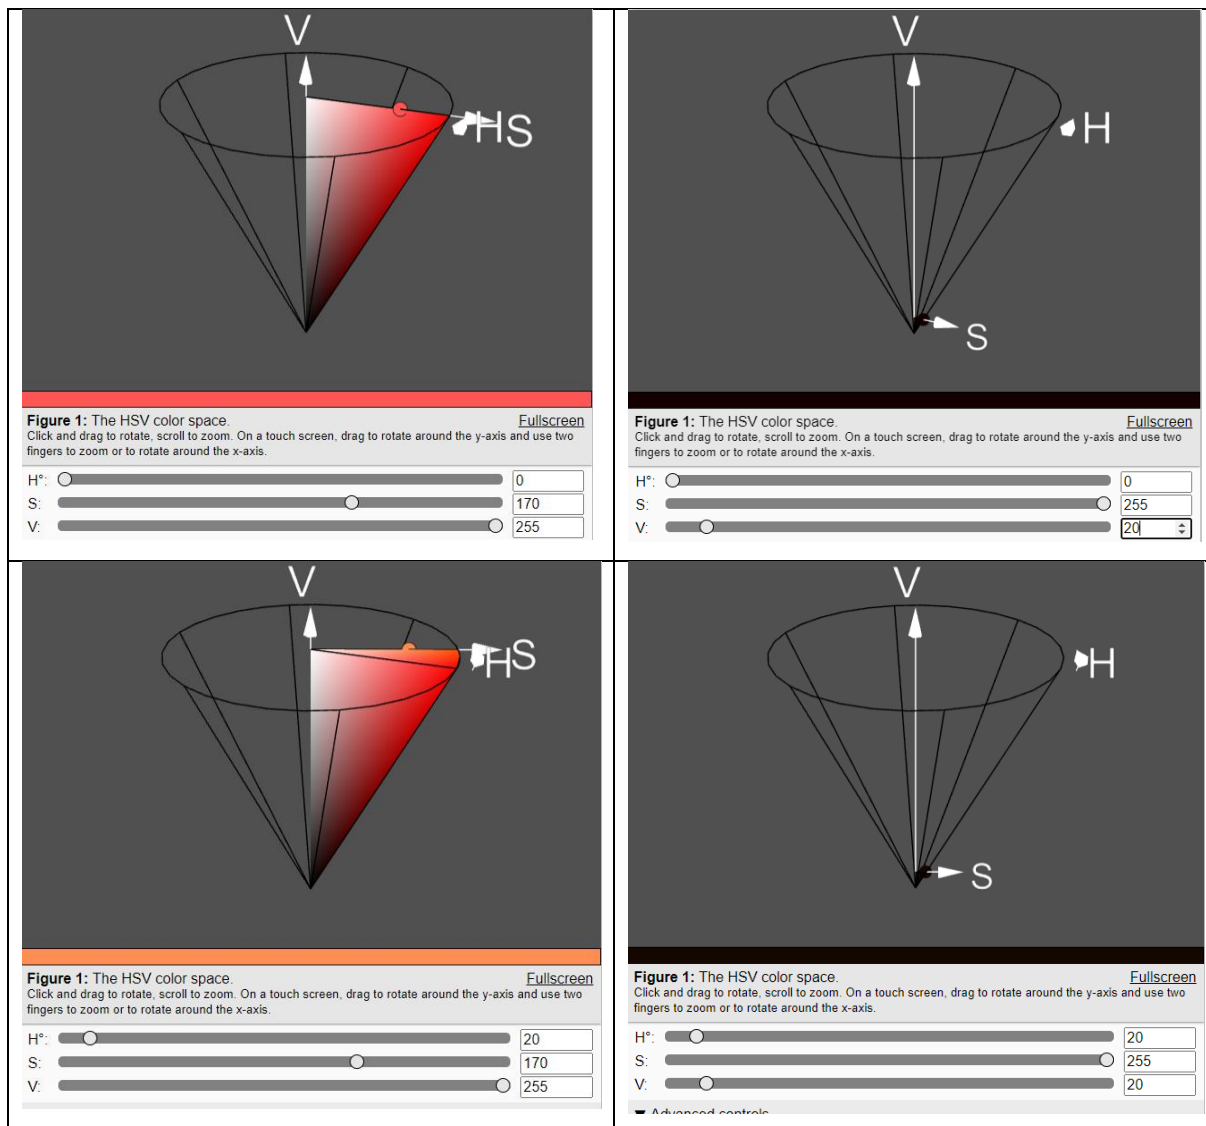 V
HS
Figure 1: The HSV color space. Fullscreen
Click and drag to rotate, scroll to zoom. On a touch screen, drag to rotate around the y-axis and use two
fingers to zoom or to rotate around the x-axis.
H°: 0
S: 170
V: 255
V
H
S
Figure 1: The HSV color space. Fullscreen
Click and drag to rotate, scroll to zoom. On a touch screen, drag to rotate around the y-axis and use two
fingers to zoom or to rotate around the x-axis.
H°: 0
S: 255
V: 20
V
HS
Figure 1: The HSV color space. Fullscreen
Click and drag to rotate, scroll to zoom. On a touch screen, drag to rotate around the y-axis and use two
fingers to zoom or to rotate around the x-axis.
H°: 20
S: 170
V: 255
V
H
S
Figure 1: The HSV color space. Fullscreen
Click and drag to rotate, scroll to zoom. On a touch screen, drag to rotate around the y-axis and use two
fingers to zoom or to rotate around the x-axis.
H°: 20
S: 255
V: 20
▼ Advanced controls